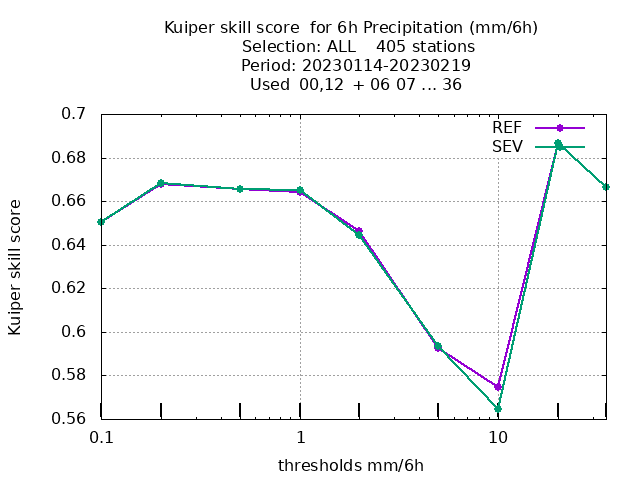 Kuiper skill score  for 6h Precipitation (mm/6h)
Selection: ALL    405 stations
Period: 20230114-20230219
Used  00,12  + 06 07 ... 36
REF
SEV
Kuiper skill score
0.7
0.68
0.66
0.64
0.62
0.6
0.58
0.56
0.1 1 10
thresholds mm/6h